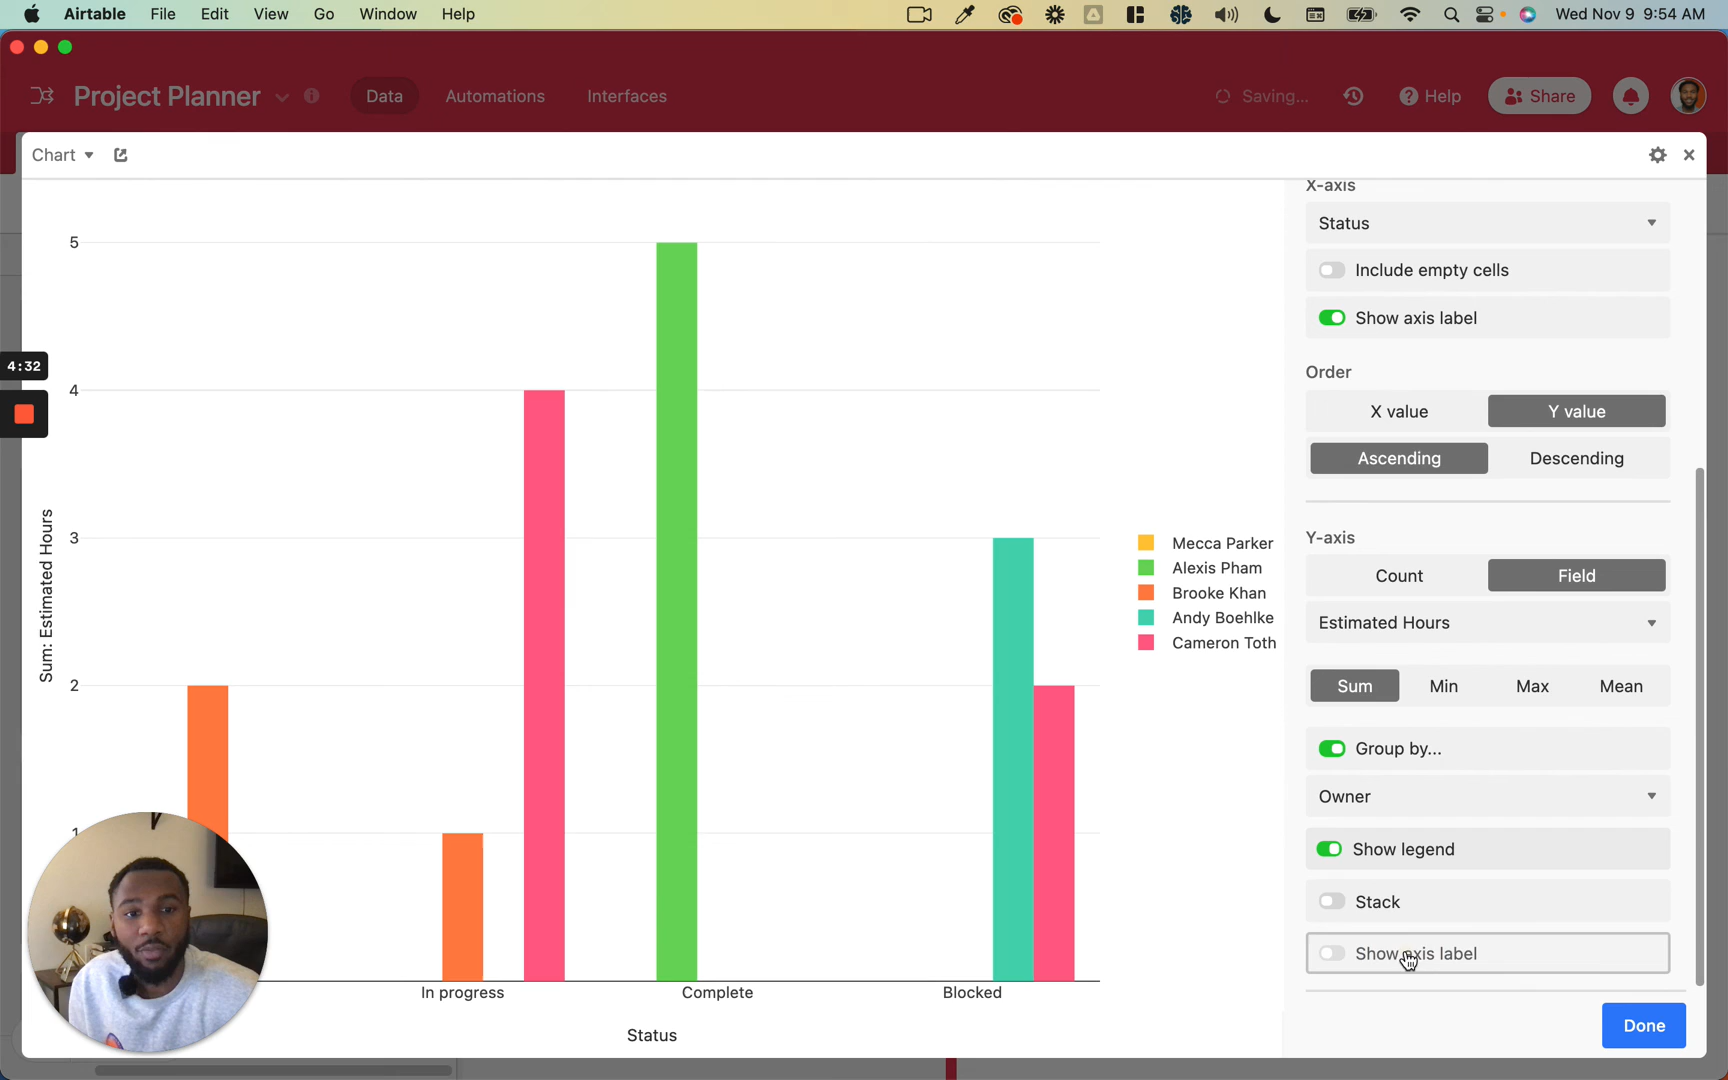 Airtable File Edit View Go Window Help Wed Nov 9 9:54 AM
Project Planner Data Automations Interfaces Saving... Help Share
Chart
X-axis
Status
Include empty cells
Show axis label
Order
X value Y value
Ascending Descending
Y-axis
Count Field
Estimated Hours
Sum Min Max Mean
Group by...
Owner
Show legend
Stack
Show axis label
Done
4:32
5
4
3
2
1
Sum: Estimated Hours
In progress Complete Blocked
Status
Mecca Parker
Alexis Pham
Brooke Khan
Andy Boehlke
Cameron Toth